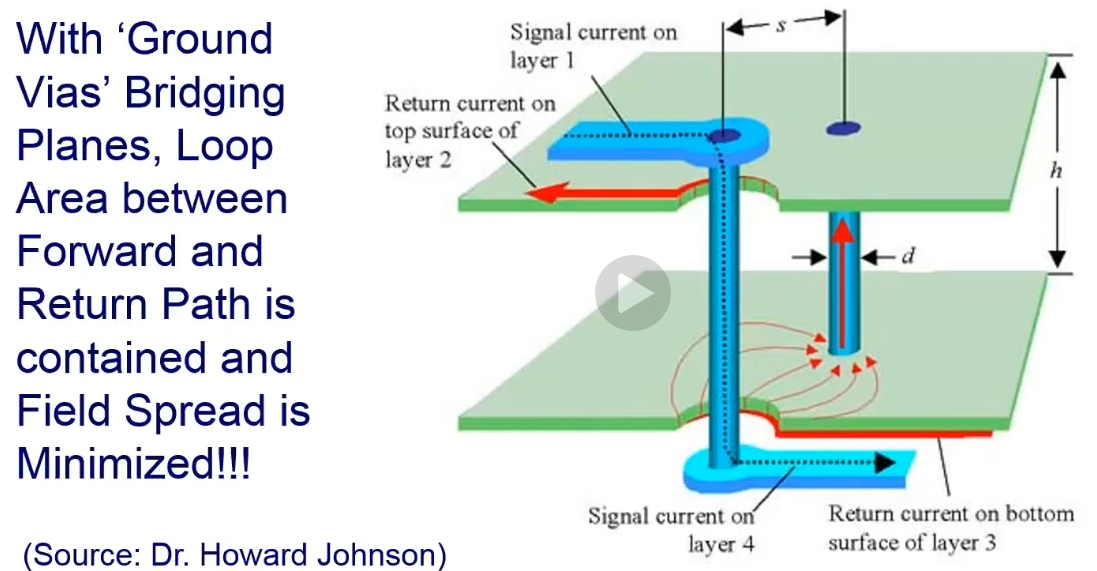 With ‘Ground
Vias’ Bridging
Planes, Loop
Area between
Forward and
Return Path is
contained and
Field Spread is
Minimized!!!
(Source: Dr. Howard Johnson)
Signal current on
layer 1
Return current on
top surface of
layer 2
s
h
d
Signal current on
layer 4
Return current on bottom
surface of layer 3